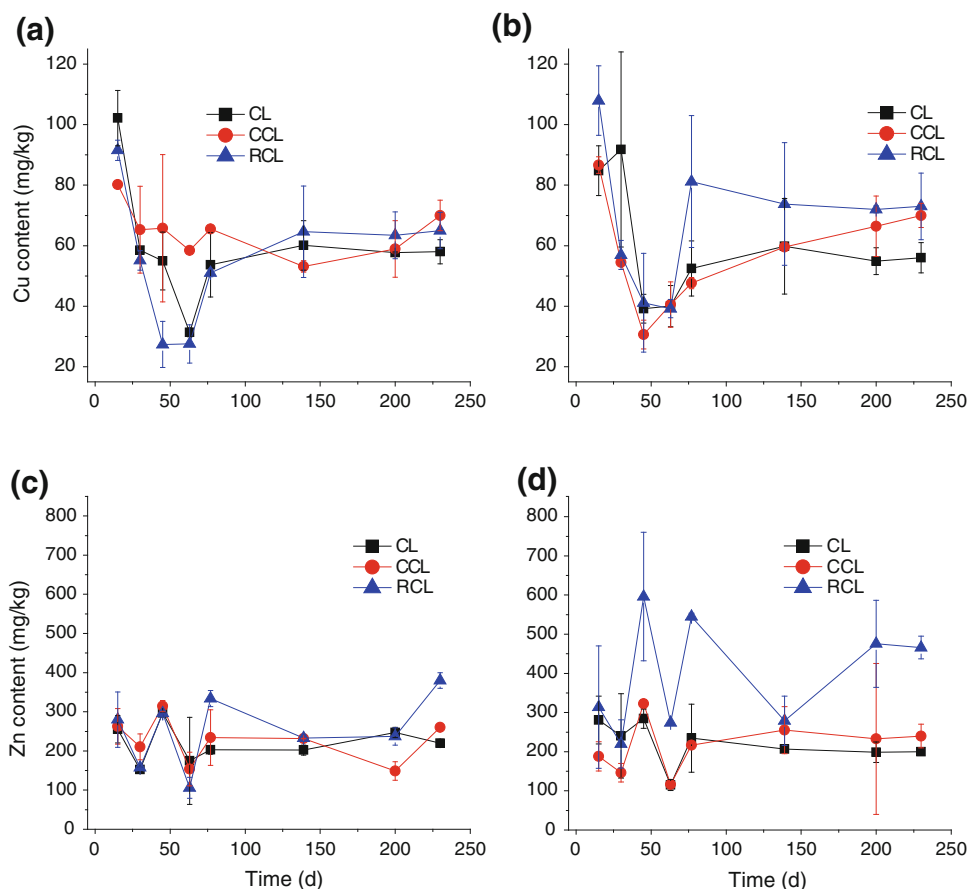 (a)
Cu content (mg/kg)
120
100
80
60
40
20
CL
CCL
RCL
0 50 100 150 200 250
(b)
120
100
80
60
40
20
CL
CCL
RCL
0 50 100 150 200 250
(c)
Zn content (mg/kg)
800
700
600
500
400
300
200
100
0
CL
CCL
RCL
0 50 100 150 200 250
Time (d)
(d)
800
700
600
500
400
300
200
100
0
CL
CCL
RCL
0 50 100 150 200 250
Time (d)